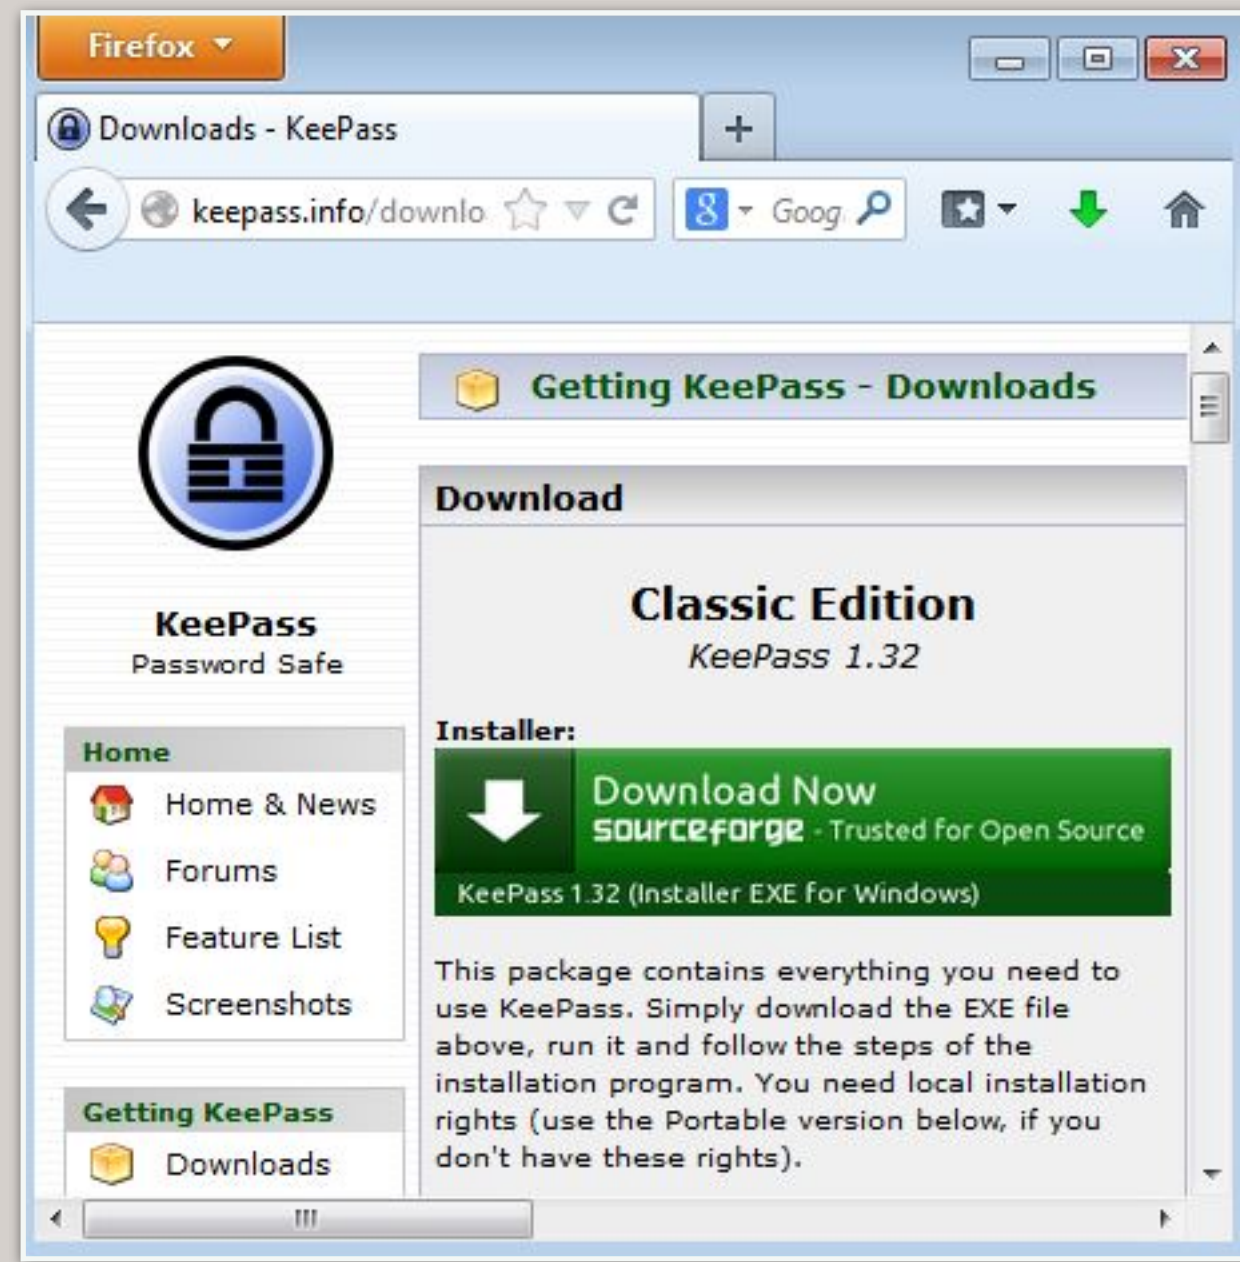 Firefox
Downloads - KeePass
keepass.info/downlo
8
Goog
KeePass
Password Safe
Home
Home & News
Forums
Feature List
Screenshots
Getting KeePass
Downloads
Getting KeePass - Downloads
Download
Classic Edition
KeePass 1.32
Installer:
Download Now
sourceforge - Trusted for Open Source
KeePass 1.32 (Installer EXE for Windows)
This package contains everything you need to
use KeePass. Simply download the EXE file
above, run it and follow the steps of the
installation program. You need local installation
rights (use the Portable version below, if you
don't have these rights).